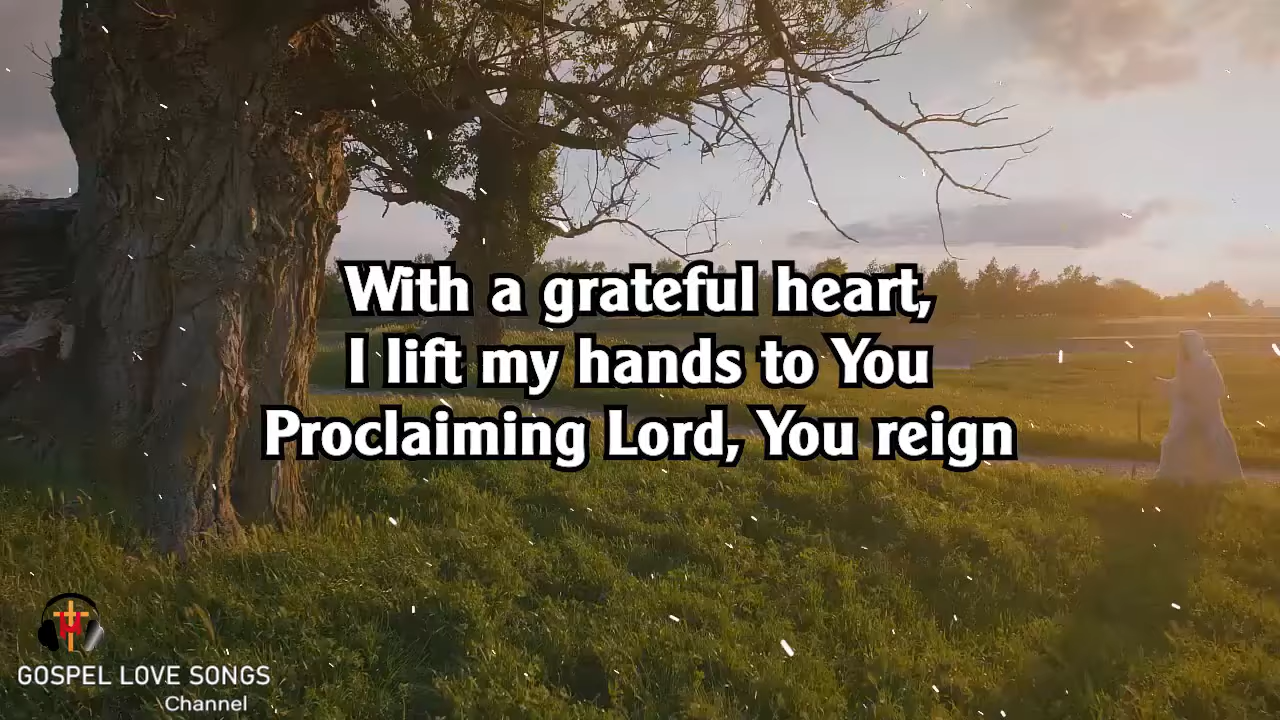 With a grateful heart,
I lift my hands to You
Proclaiming Lord, You reign
GOSPEL LOVE SONGS
Channel